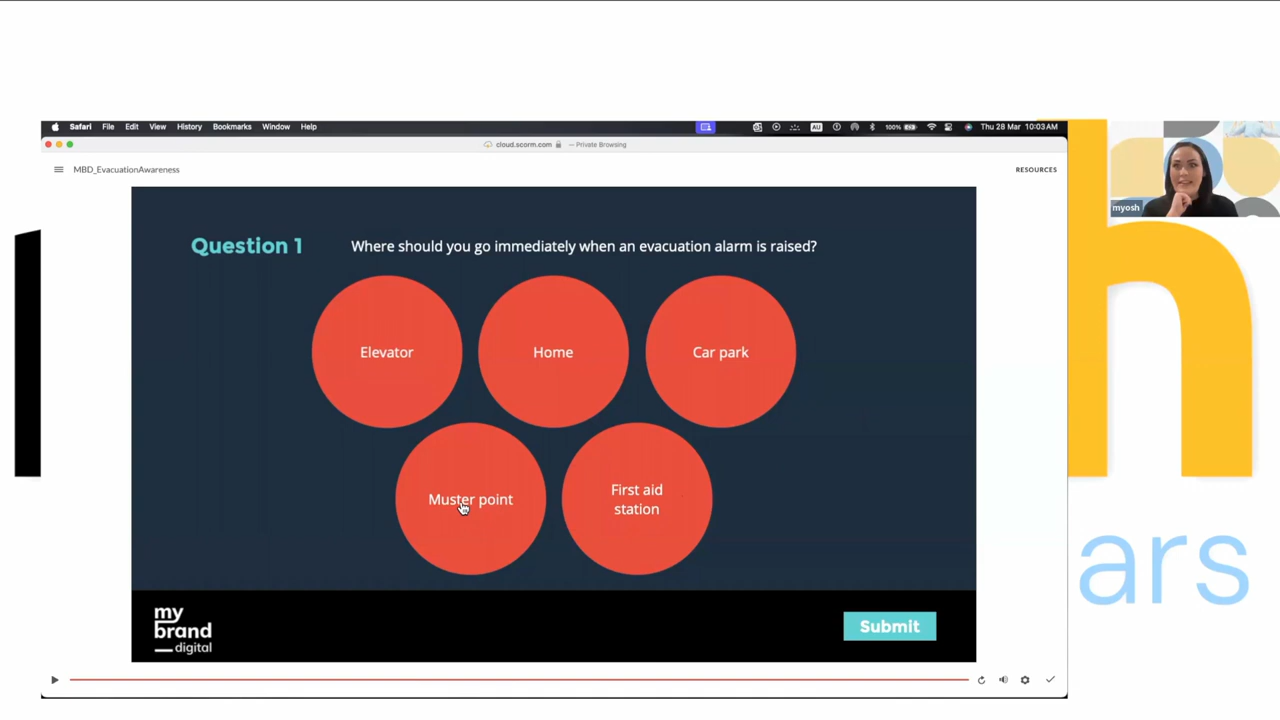 Safari File Edit View History Bookmarks Window Help AU 100% Thu 28 Mar 10:03 AM
cloud.scorm.com — Private Browsing
MBD_EvacuationAwareness RESOURCES
myosh
Question 1 Where should you go immediately when an evacuation alarm is raised?
Elevator Home Car park
Muster point First aid
station
my
brand
digital
Submit
h
ars